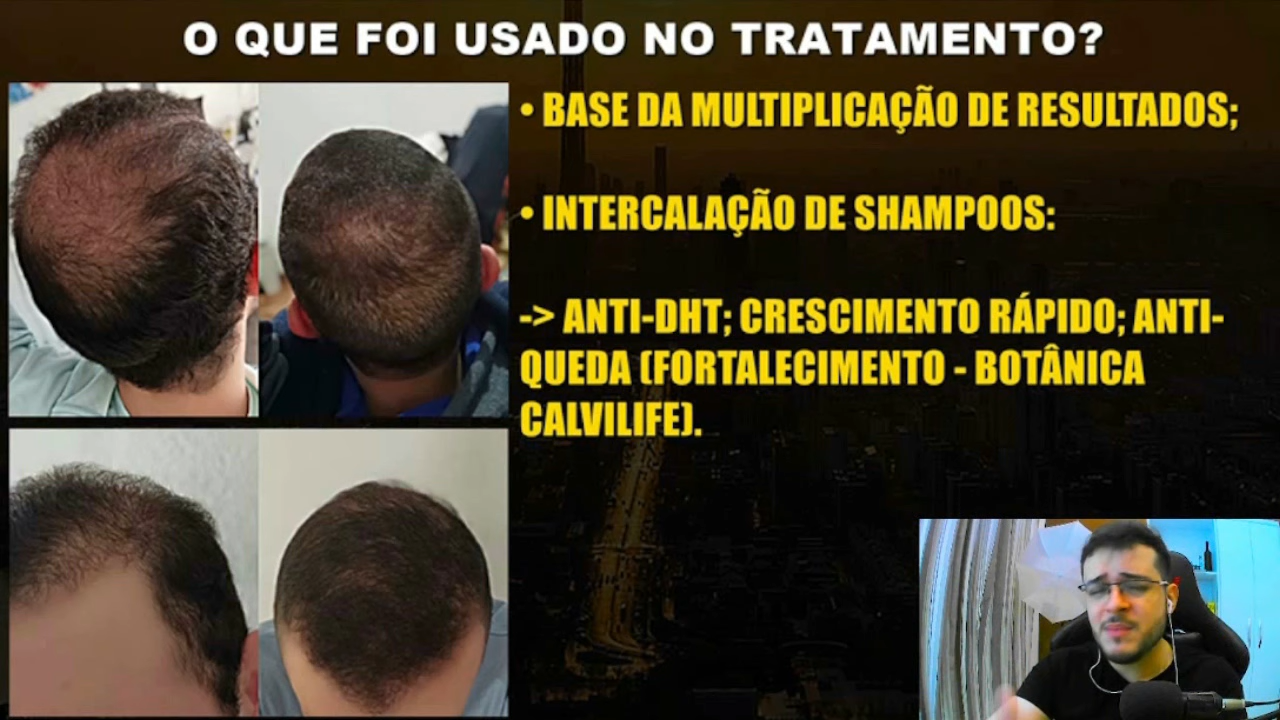 O QUE FOI USADO NO TRATAMENTO?
• BASE DA MULTIPLICAÇÃO DE RESULTADOS;
• INTERCALAÇÃO DE SHAMPOOS:
-> ANTI-DHT; CRESCIMENTO RÁPIDO; ANTI-
QUEDA (FORTALECIMENTO - BOTÂNICA
CALVILIFE).